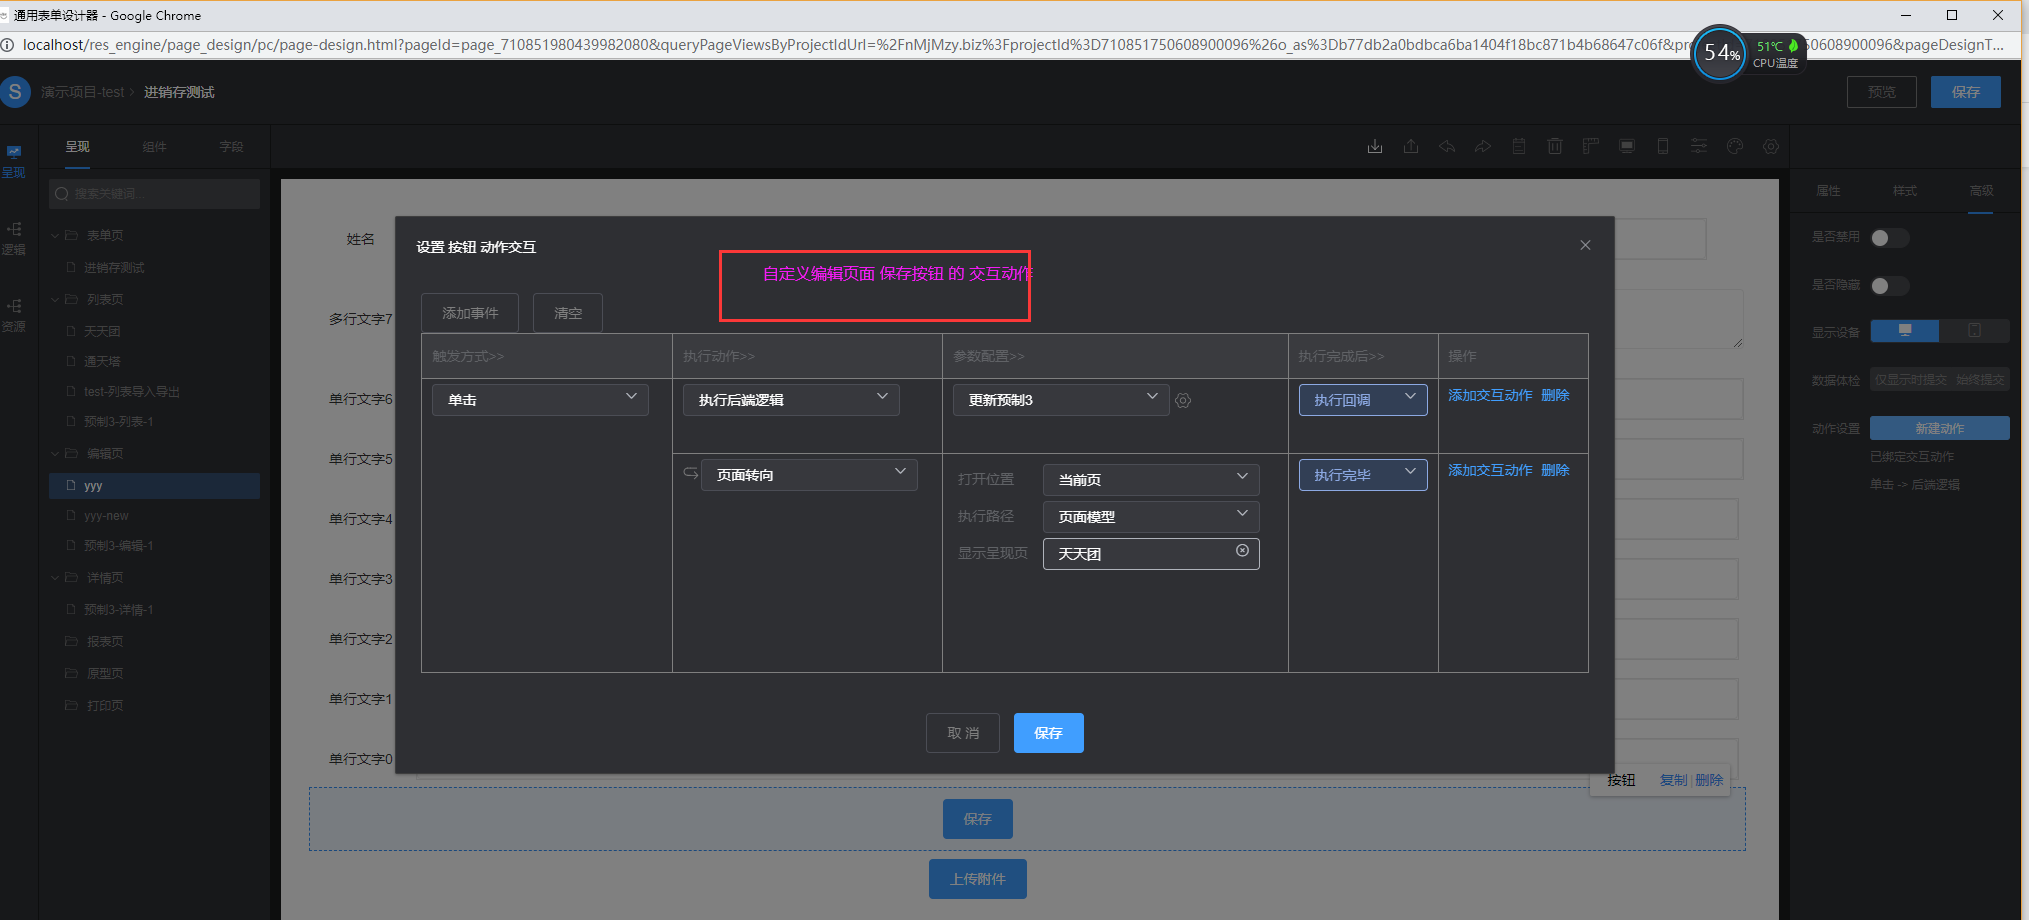 通用表单设计器 - Google Chrome
localhost/res_engine/page_design/pc/page-design.html?pageId=page_710851980439982080&queryPageViewsByProjectIdUrl=%2FnMjMzy.biz%3FprojectId%3D710851750608900096%26o_as%3Db77db2a0bdbca6ba1404f18bc871b4b68647c06f&pro
50608900096&pageDesignT...
54%
51℃
CPU温度
S
演示项目-test > 进销存测试
预览
保存
呈现
逻辑
资源
呈现 组件 字段
搜索关键词...
表单页
进销存测试
列表页
天天团
通天塔
test-列表导入导出
预制3-列表-1
编辑页
yyy
yyy-new
预制3-编辑-1
详情页
预制3-详情-1
报表页
原型页
打印页
姓名
多行文字7
单行文字6
单行文字5
单行文字4
单行文字3
单行文字2
单行文字1
单行文字0
设置 按钮 动作交互
自定义编辑页面 保存按钮 的 交互动作
添加事件 清空
触发方式>> 执行动作>> 参数配置>> 执行完成后>> 操作
单击 执行后端逻辑 更新预制3 执行回调 添加交互动作 删除
页面转向 打开位置 当前页 执行完毕 添加交互动作 删除
执行路径 页面模型
显示呈现页 天天团
取 消 保存
按钮 复制 | 删除
保存
上传附件
属性 样式 高级
是否禁用
是否隐藏
显示设备
数据体检 仅显示时提交 始终提交
动作设置 新建动作
已绑定交互动作
单击 -> 后端逻辑